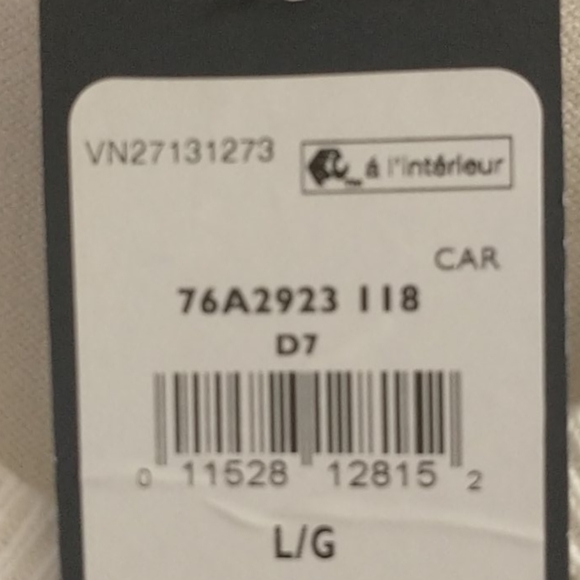 VN27131273
á l'intérieur
CAR
76A2923 118
D7
0 11528 12815 2
L/G